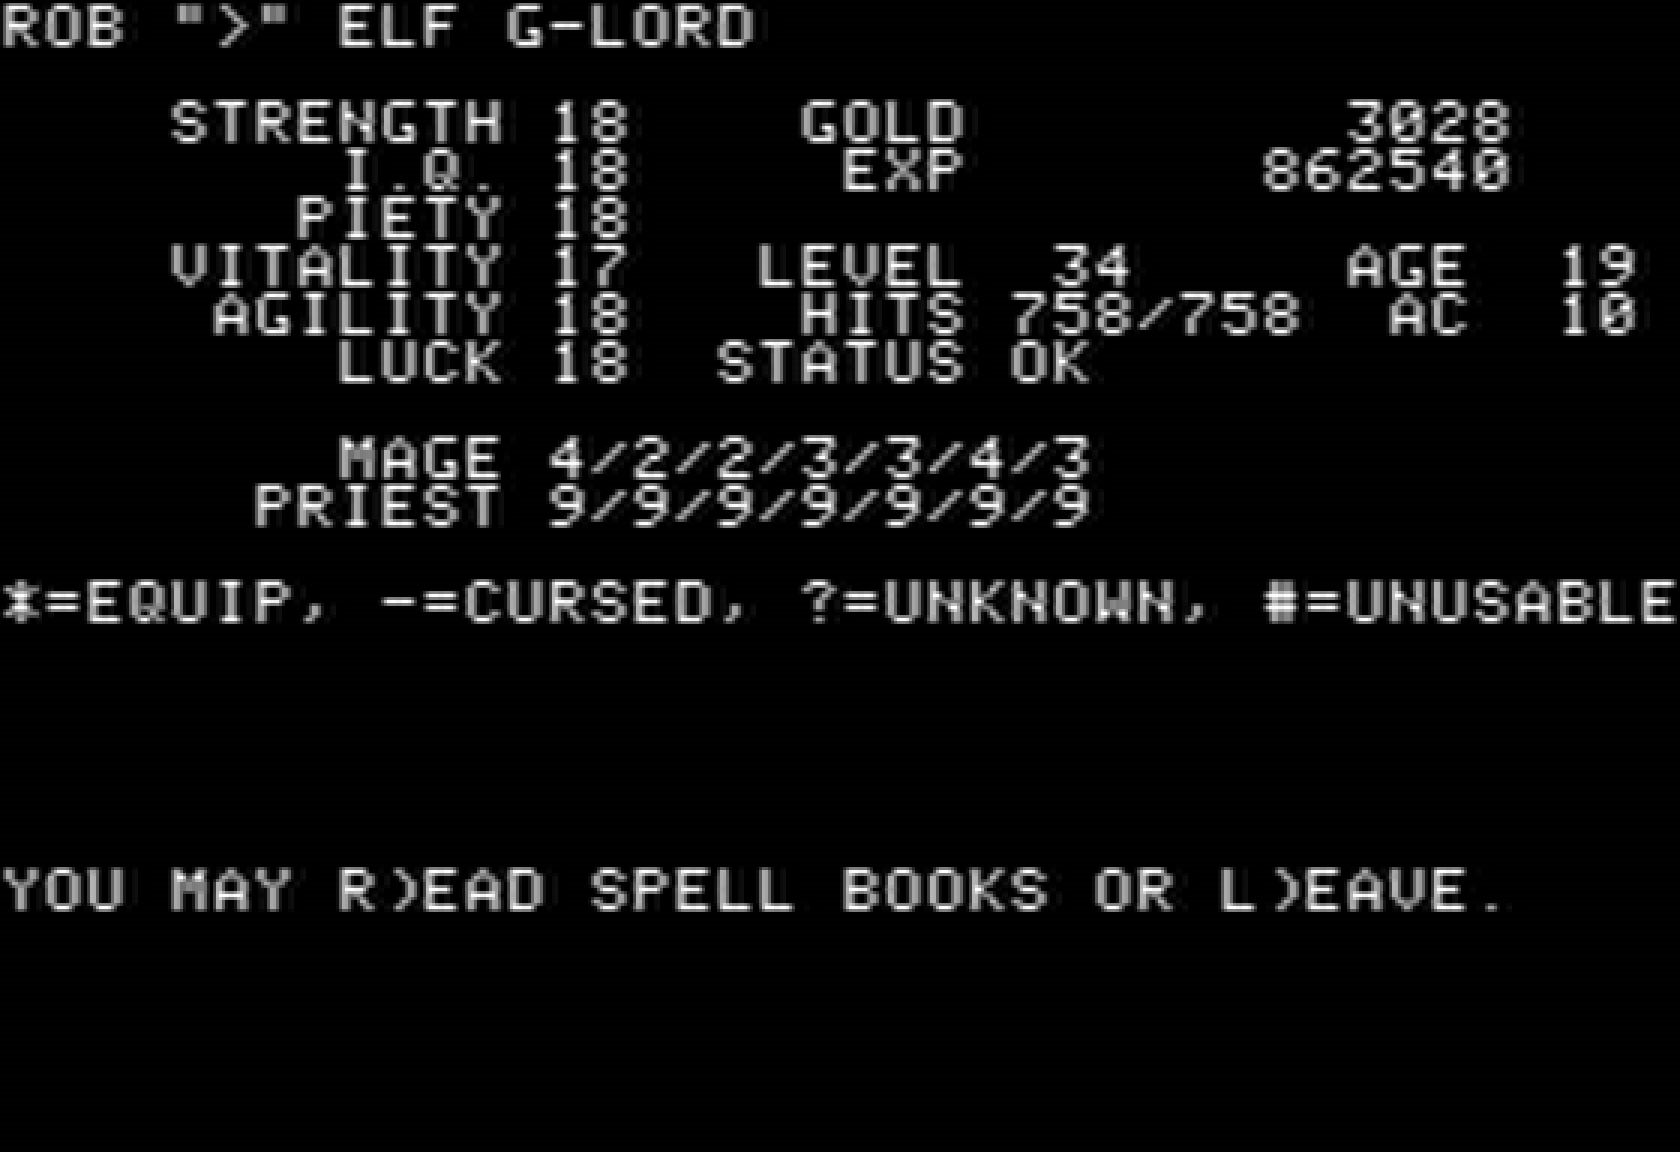 ROB ">" ELF G-LORD
STRENGTH 18 GOLD 3028
I.Q. 18 EXP 862540
PIETY 18
VITALITY 17 LEVEL 34 AGE 19
AGILITY 18 HITS 758/758 AC 10
LUCK 18 STATUS OK
MAGE 4/2/2/3/3/4/3
PRIEST 9/9/9/9/9/9/9
*=EQUIP, -=CURSED, ?=UNKNOWN, #=UNUSABLE
YOU MAY R)EAD SPELL BOOKS OR L)EAVE.